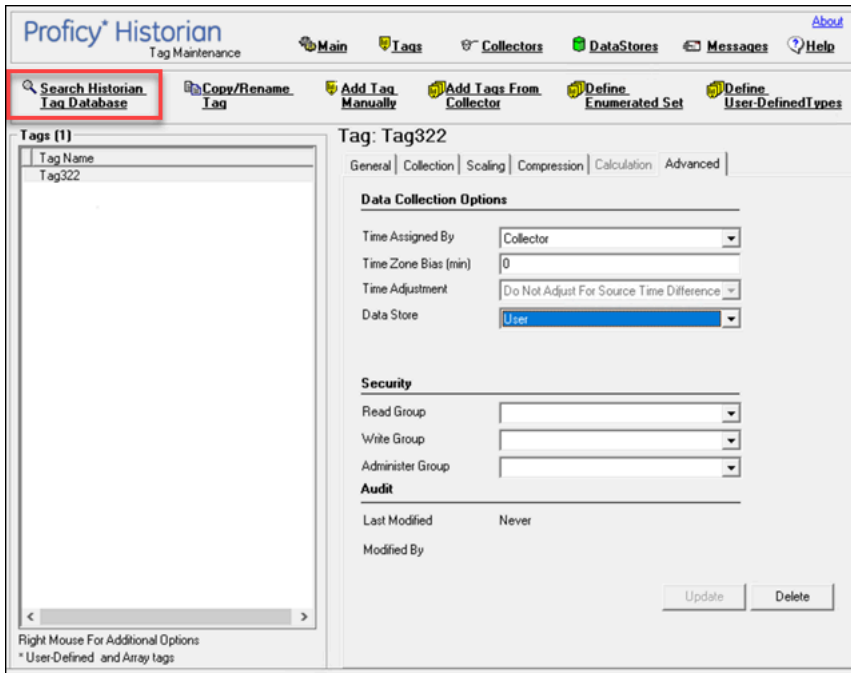 About
Proficy* Historian
Tag Maintenance
Main Tags Collectors DataStores Messages Help
Search Historian Tag Database
Copy/Rename Tag
Add Tag Manually
Add Tags From Collector
Define Enumerated Set
Define User-DefinedTypes
Tags (1)
Tag Name
Tag322
Tag: Tag322
General Collection Scaling Compression Calculation Advanced
Data Collection Options
Time Assigned By Collector
Time Zone Bias (min) 0
Time Adjustment Do Not Adjust For Source Time Difference
Data Store User
Security
Read Group
Write Group
Administer Group
Audit
Last Modified Never
Modified By
Update Delete
Right Mouse For Additional Options
* User-Defined and Array tags